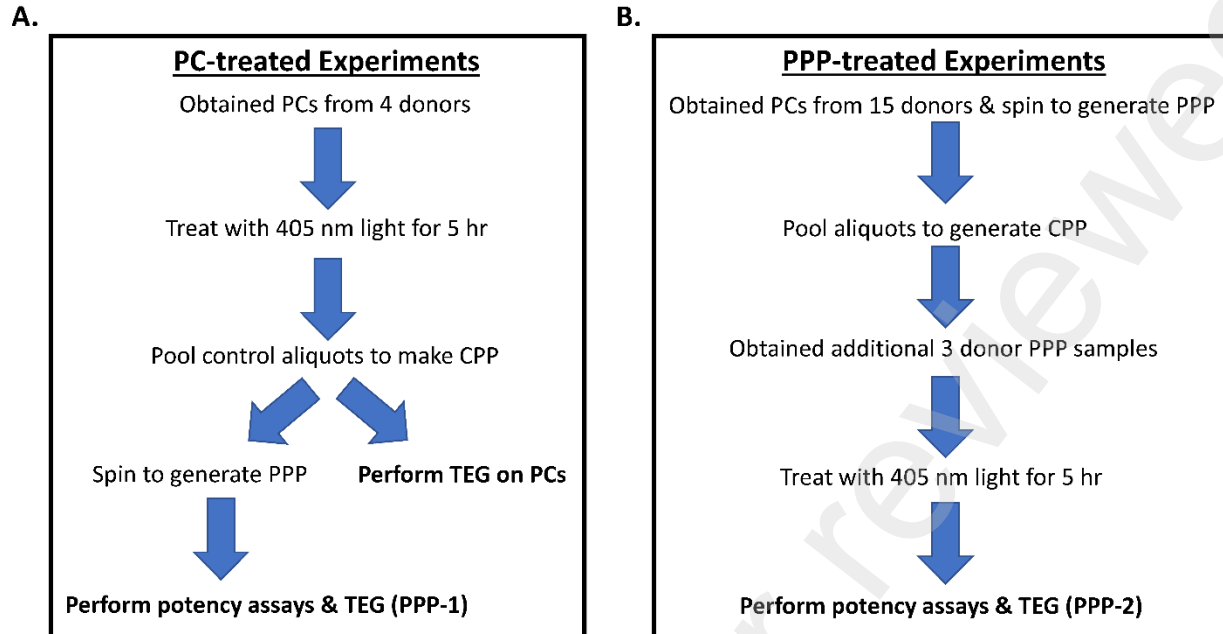 A.
PC-treated Experiments
Obtained PCs from 4 donors
Treat with 405 nm light for 5 hr
Pool control aliquots to make CPP
Spin to generate PPP
Perform TEG on PCs
Perform potency assays & TEG (PPP-1)
B.
PPP-treated Experiments
Obtained PCs from 15 donors & spin to generate PPP
Pool aliquots to generate CPP
Obtained additional 3 donor PPP samples
Treat with 405 nm light for 5 hr
Perform potency assays & TEG (PPP-2)
reviewe